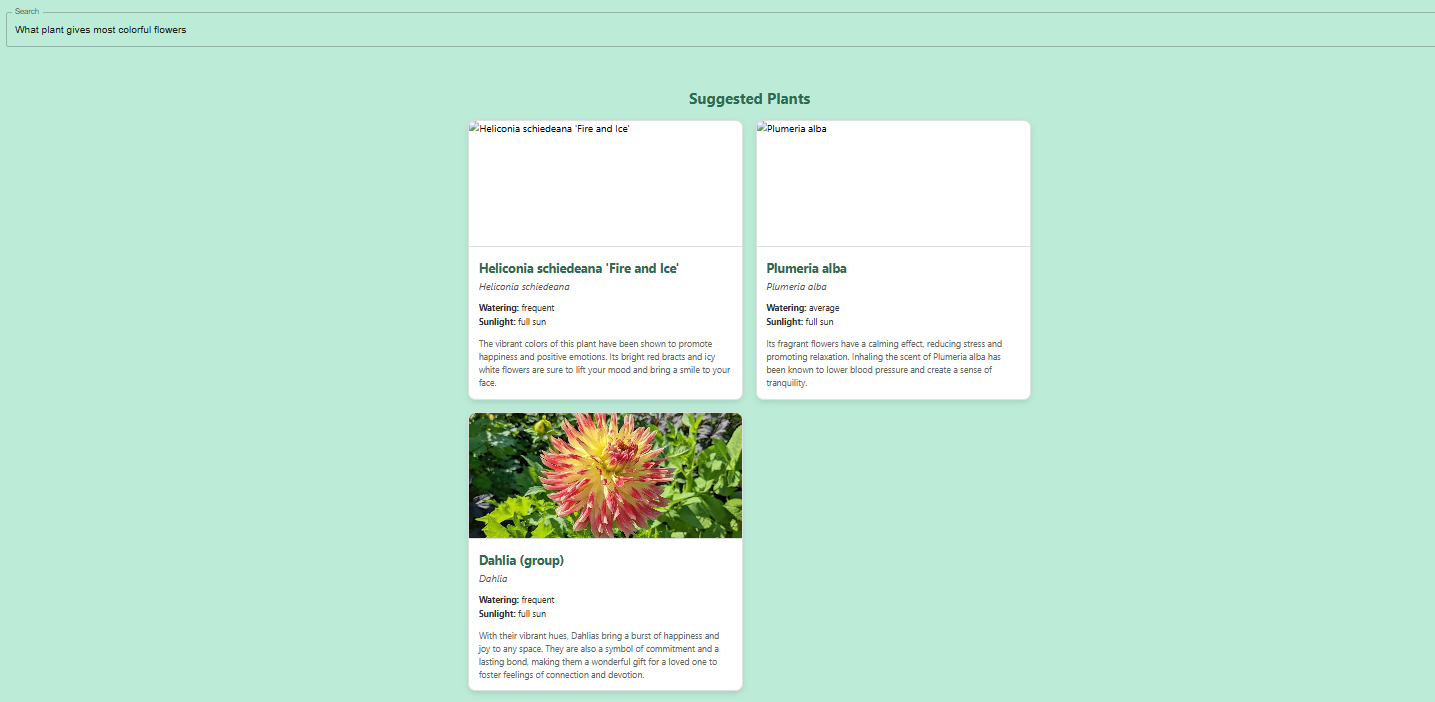 Search
What plant gives most colorful flowers
Suggested Plants
Heliconia schiedeana 'Fire and Ice'
Heliconia schiedeana 'Fire and Ice'
Heliconia schiedeana
Watering: frequent
Sunlight: full sun
The vibrant colors of this plant have been shown to promote
happiness and positive emotions. Its bright red bracts and icy
white flowers are sure to lift your mood and bring a smile to your
face.
Plumeria alba
Plumeria alba
Plumeria alba
Watering: average
Sunlight: full sun
Its fragrant flowers have a calming effect, reducing stress and
promoting relaxation. Inhaling the scent of Plumeria alba has
been known to lower blood pressure and create a sense of
tranquility.
Dahlia (group)
Dahlia
Watering: frequent
Sunlight: full sun
With their vibrant hues, Dahlias bring a burst of happiness and
joy to any space. They are also a symbol of commitment and a
lasting bond, making them a wonderful gift for a loved one to
foster feelings of connection and devotion.